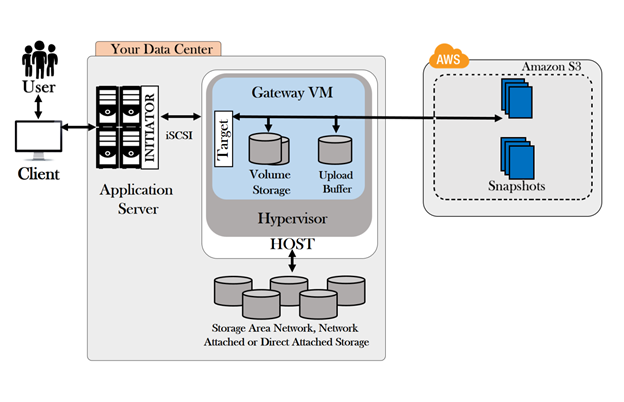 Your Data Center
AWS
Amazon S3
User
Gateway VM
INITIATOR
iSCSI
Target
Client
Volume
Storage
Upload
Buffer
Snapshots
Application
Server
Hypervisor
HOST
Storage Area Network, Network
Attached or Direct Attached Storage